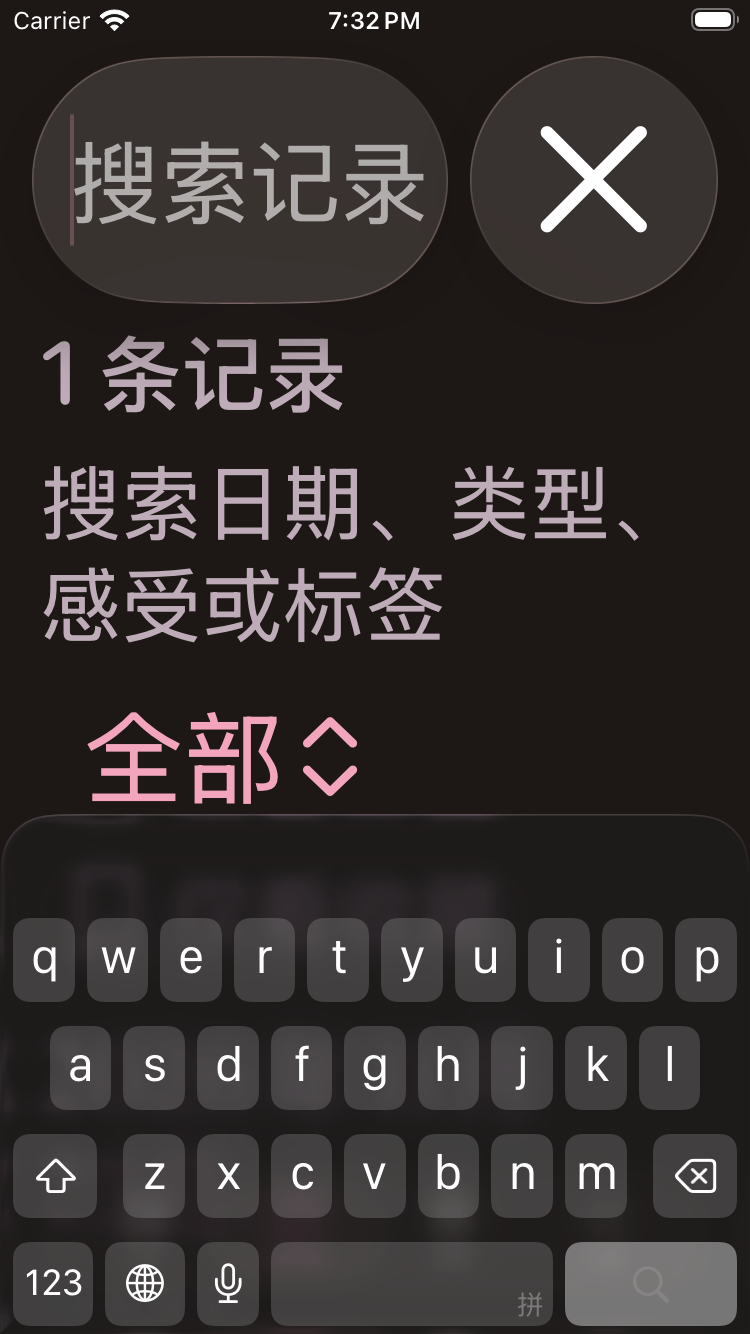 Carrier 7:32 PM
搜索记录
1 条记录
搜索日期、类型、
感受或标签
全部
q w e r t y u i o p
a s d f g h j k l
z x c v b n m
123 拼